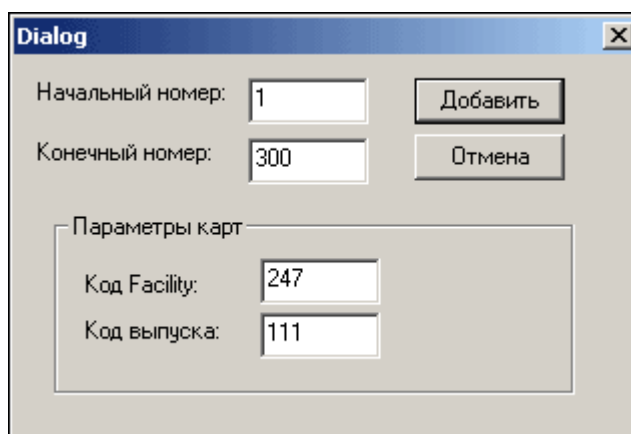 Dialog
Начальный номер: 1 Добавить
Конечный номер: 300 Отмена
Параметры карт
Код Facility: 247
Код выпуска: 111